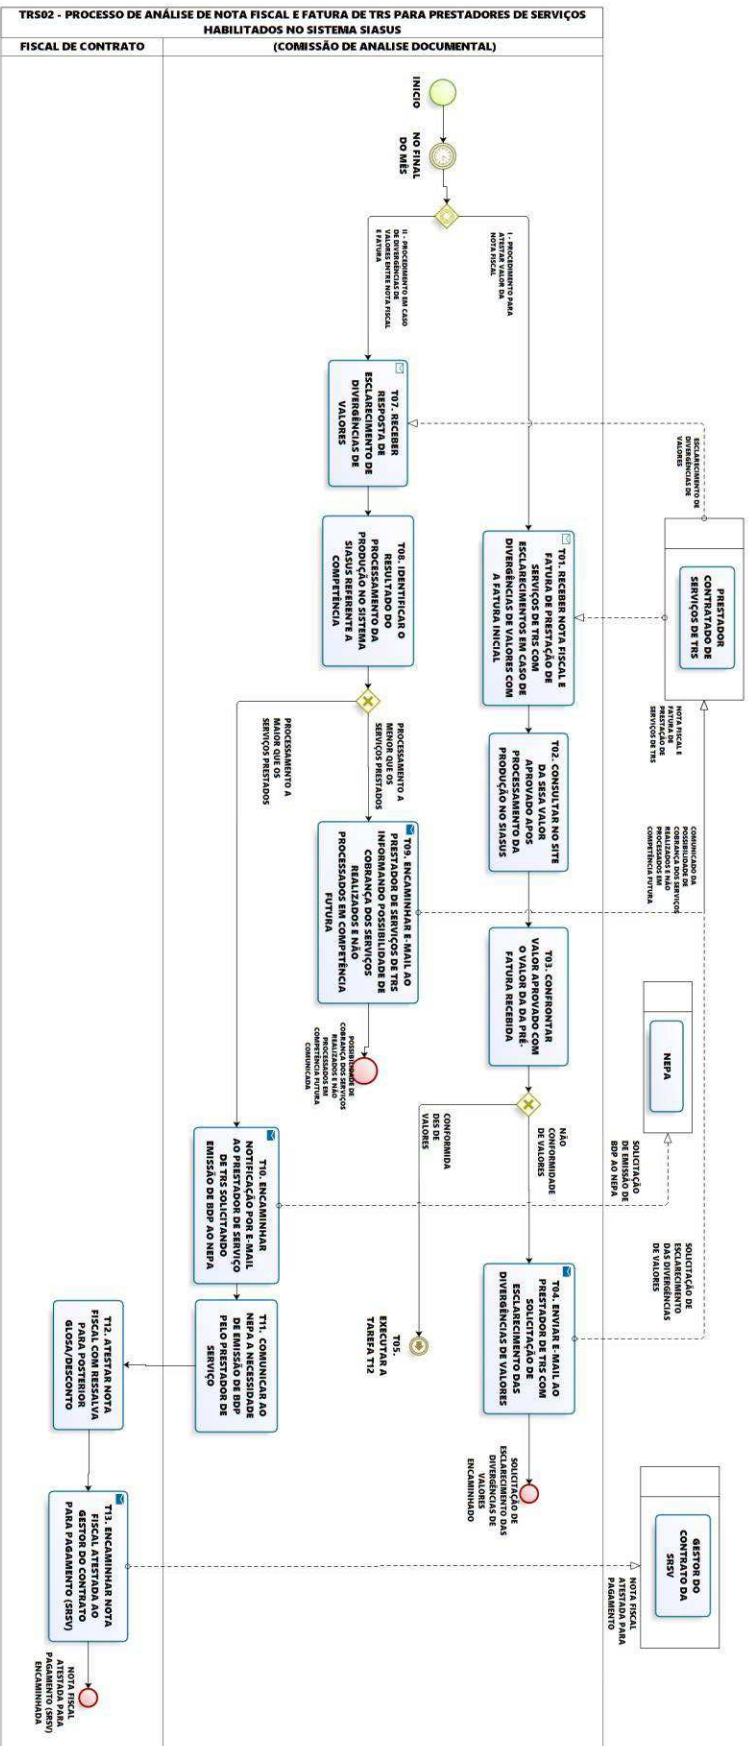 TRS02 - PROCESSO DE ANÁLISE DE NOTA FISCAL E FATURA DE TRS PARA PRESTADORES DE SERVIÇOS
HABILITADOS NO SISTEMA SIASUS
FISCAL DE CONTRATO
(COMISSÃO DE ANALISE DOCUMENTAL)
INICIO
NO FINAL
DO MÊS
I - PROCEDIMENTO PARA
ATESTAR VALOR DA
NOTA FISCAL
II - PROCEDIMENTO EM CASO
DE DIVERGÊNCIAS DE
VALORES ENTRE NOTA FISCAL
E FATURA
T07. RECEBER
RESPOSTA DE
ESCLARECIMENTO DE
DIVERGÊNCIAS DE
VALORES
T08. IDENTIFICAR O
RESULTADO DO
PROCESSAMENTO DA
PRODUÇÃO NO SISTEMA
SIASUS REFERENTE A
COMPETÊNCIA
PROCESSAMENTO A
MENOR QUE OS
SERVIÇOS PRESTADOS
PROCESSAMENTO A
MAIOR QUE OS
SERVIÇOS PRESTADOS
T09. ENCAMINHAR E-MAIL AO
PRESTADOR DE SERVIÇOS DE TRS
INFORMANDO POSSIBILIDADE DE
COBRANÇA DOS SERVIÇOS
REALIZADOS E NÃO
PROCESSADOS EM COMPETÊNCIA
FUTURA
POSSIBILIDADE DE
COBRANÇA DOS SERVIÇOS
REALIZADOS E NÃO
PROCESSADOS EM
COMPETÊNCIA FUTURA
COMUNICADA
T10. ENCAMINHAR
NOTIFICAÇÃO POR E-MAIL
AO PRESTADOR DE SERVIÇO
DE TRS SOLICITANDO
EMISSÃO DE BDP AO NEPA
T11. COMUNICAR AO
NEPA A NECESSIDADE
DE EMISSÃO DE BDP
PELO PRESTADOR DE
SERVIÇO
T12. ATESTAR NOTA
FISCAL COM RESSALVA
PARA POSTERIOR
GLOSA/DESCONTO
T13. ENCAMINHAR NOTA
FISCAL ATESTADA AO
GESTOR DO CONTRATO
PARA PAGAMENTO (SRSV)
NOTA FISCAL
ATESTADA PARA
PAGAMENTO (SRSV)
ENCAMINHADA
T01. RECEBER NOTA FISCAL E
FATURA DE PRESTAÇÃO DE
SERVIÇOS DE TRS COM
ESCLARECIMENTOS EM CASO DE
DIVERGÊNCIAS DE VALORES COM
A FATURA INICIAL
T02. CONSULTAR NO SITE
DA SESA VALOR
APROVADO APOS
PROCESSAMENTO DA
PRODUÇÃO NO SIASUS
T03. CONFRONTAR
VALOR APROVADO COM
O VALOR DA DA PRÉ-
FATURA RECEBIDA
NÃO
CONFORMIDADE
DE VALORES
CONFORMIDA
DES DE
VALORES
T05.
EXECUTAR A
TAREFA T12
T04. ENVIAR E-MAIL AO
PRESTADOR DE TRS COM
SOLICITAÇÃO DE
ESCLARECIMENTO DAS
DIVERGÊNCIAS DE VALORES
SOLICITAÇÃO DE
ESCLARECIMENTO DAS
DIVERGÊNCIAS DE
VALORES
ENCAMINHADO
ESCLARECIMENTO DE
DIVERGÊNCIAS DE
VALORES
PRESTADOR
CONTRATADO DE
SERVIÇOS DE TRS
NOTA FISCAL E
FATURA DE
PRESTAÇÃO DE
SERVIÇOS DE TRS
COMUNICADO DA
POSSIBILIDADE DE
COBRANÇA DOS SERVIÇOS
REALIZADOS E NÃO
PROCESSADOS EM
COMPETÊNCIA FUTURA
NEPA
SOLICITAÇÃO
DE EMISSÃO DE
BDP AO NEPA
SOLICITAÇÃO DE
ESCLARECIMENTO
DAS DIVERGÊNCIAS
DE VALORES
GESTOR DO
CONTRATO DA
SRSV
NOTA FISCAL
ATESTADA PARA
PAGAMENTO